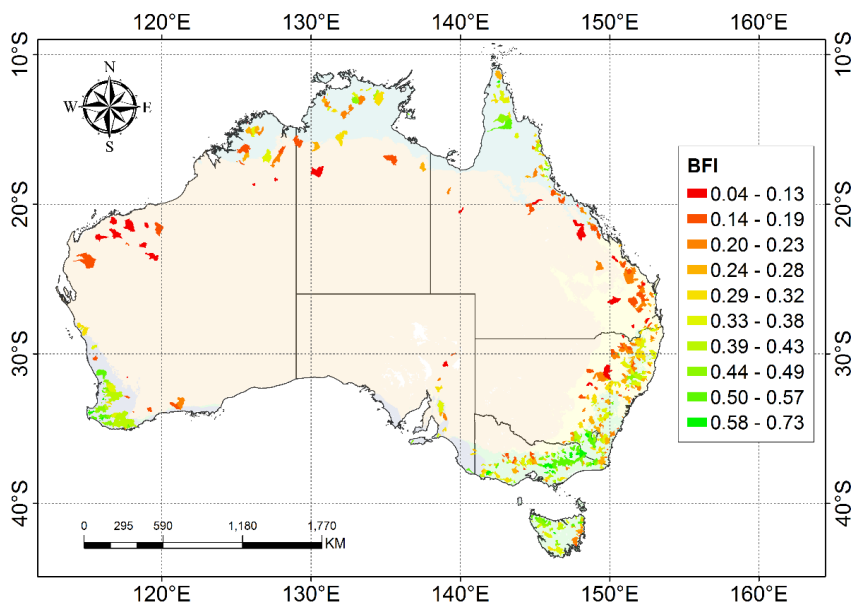 120°E 130°E 140°E 150°E 160°E
10°S 10°S
N
W E
S
BFI
0.04 - 0.13
0.14 - 0.19
20°S 20°S
0.20 - 0.23
0.24 - 0.28
0.29 - 0.32
0.33 - 0.38
0.39 - 0.43
0.44 - 0.49
0.50 - 0.57
0.58 - 0.73
30°S 30°S
40°S 40°S
0 295 590 1,180 1,770
KM
120°E 130°E 140°E 150°E 160°E